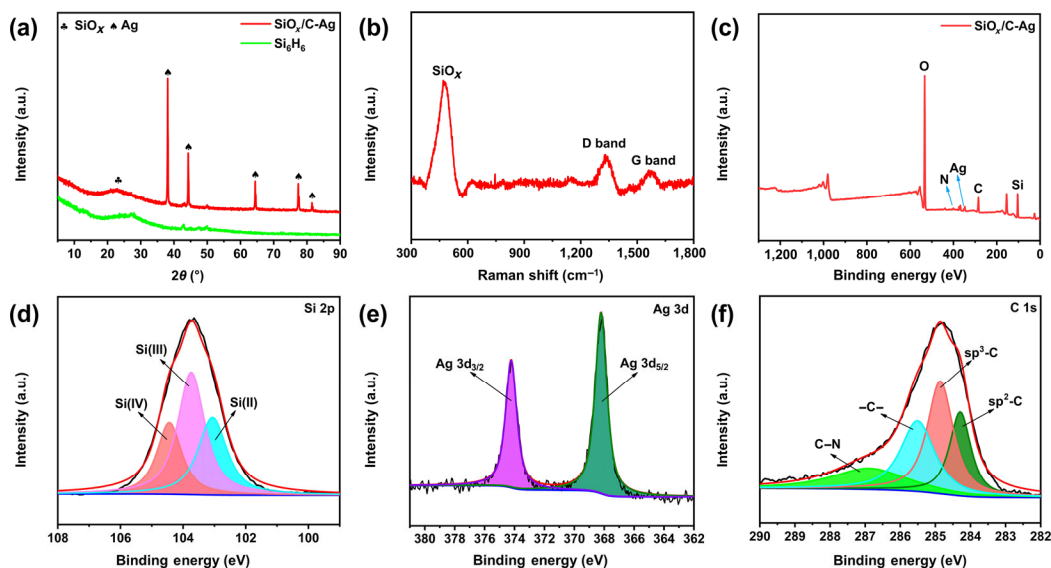 (a)
♣ SiOx ♠ Ag
SiOx/C-Ag
Si6H6
♣
♠
♠
♠
♠
♠
Intensity (a.u.)
5 10 20 30 40 50 60 70 80 90
2θ (°)
(b)
SiOx
D band
G band
Intensity (a.u.)
300 600 900 1,200 1,500 1,800
Raman shift (cm−1)
(c)
SiOx/C-Ag
O
N
Ag
C
Si
Intensity (a.u.)
1,200 1,000 800 600 400 200 0
Binding energy (eV)
(d)
Si 2p
Si(III)
Si(IV)
Si(II)
Intensity (a.u.)
108 106 104 102 100
Binding energy (eV)
(e)
Ag 3d
Ag 3d3/2
Ag 3d5/2
Intensity (a.u.)
380 378 376 374 372 370 368 366 364 362
Binding energy (eV)
(f)
C 1s
sp3-C
sp2-C
–C–
C–N
Intensity (a.u.)
290 289 288 287 286 285 284 283 282
Binding energy (eV)